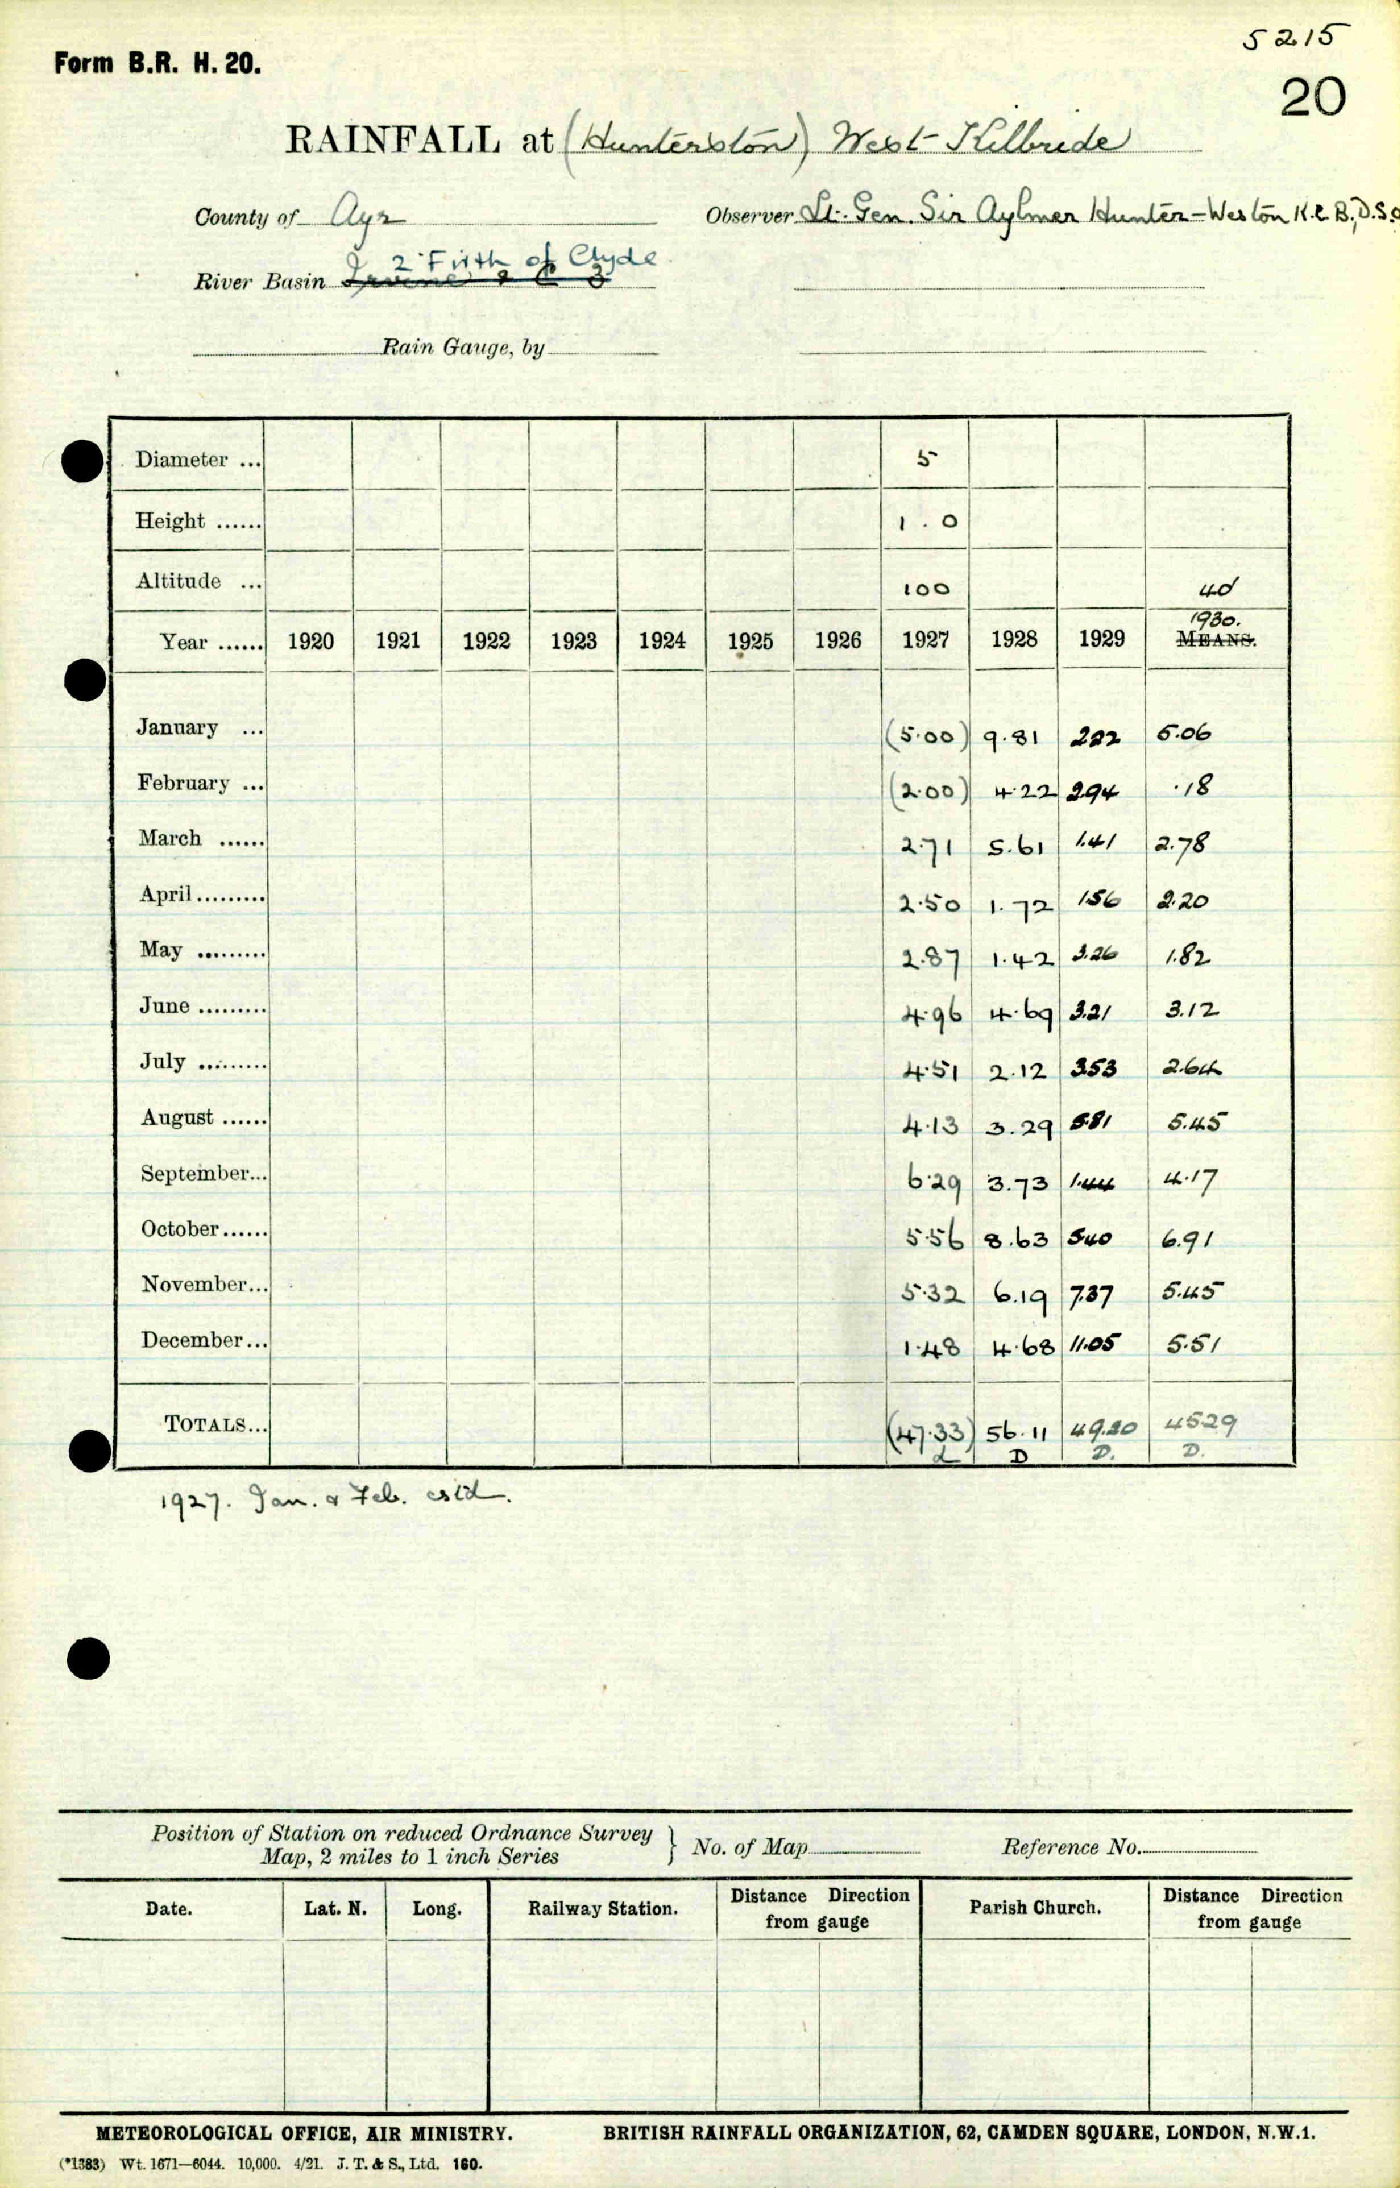 5215
Form B.R. H. 20.
20
RAINFALL at (Hunterston) West Kilbride
County of Ayr Observer Lt. Gen. Sir Aylmer Hunter-Weston K.C.B., D.S.O
2 Firth of Clyde
River Basin Irvine & C 3
Rain Gauge, by
Diameter ... 5
Height ...... 1.0
Altitude ... 100 40
1930.
Year ...... 1920 1921 1922 1923 1924 1925 1926 1927 1928 1929 MEANS.
January ... (5.00) 9.81 2.22 5.06
February ... (2.00) 4.22 2.94 .18
March ...... 2.71 5.61 1.41 2.78
April......... 2.50 1.72 1.56 2.20
May ......... 2.87 1.42 3.26 1.82
June ......... 4.96 4.69 3.21 3.12
July ......... 4.51 2.12 3.53 2.64
August ...... 4.13 3.29 5.81 5.45
September... 6.29 3.73 1.44 4.17
October...... 5.56 8.63 5.40 6.91
November... 5.32 6.19 7.37 5.45
December... 1.48 4.68 11.05 5.51
TOTALS... (47.33) 56.11 49.20 45.29
L D D. D.
1927. Jan. & Feb. estd.
Position of Station on reduced Ordnance Survey
Map, 2 miles to 1 inch Series } No. of Map Reference No.
Date. Lat. N. Long. Railway Station. Distance Direction from gauge Parish Church. Distance Direction from gauge
METEOROLOGICAL OFFICE, AIR MINISTRY. BRITISH RAINFALL ORGANIZATION, 62, CAMDEN SQUARE, LONDON, N.W.1.
(*1383) Wt. 1671—6044. 10,000. 4/21. J. T. & S., Ltd. 160.